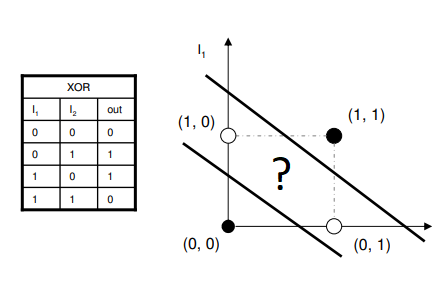 XOR
I₁ I₂ out
0 0 0
0 1 1
1 0 1
1 1 0
I₁
(1, 0)
(1, 1)
?
(0, 0)
(0, 1)